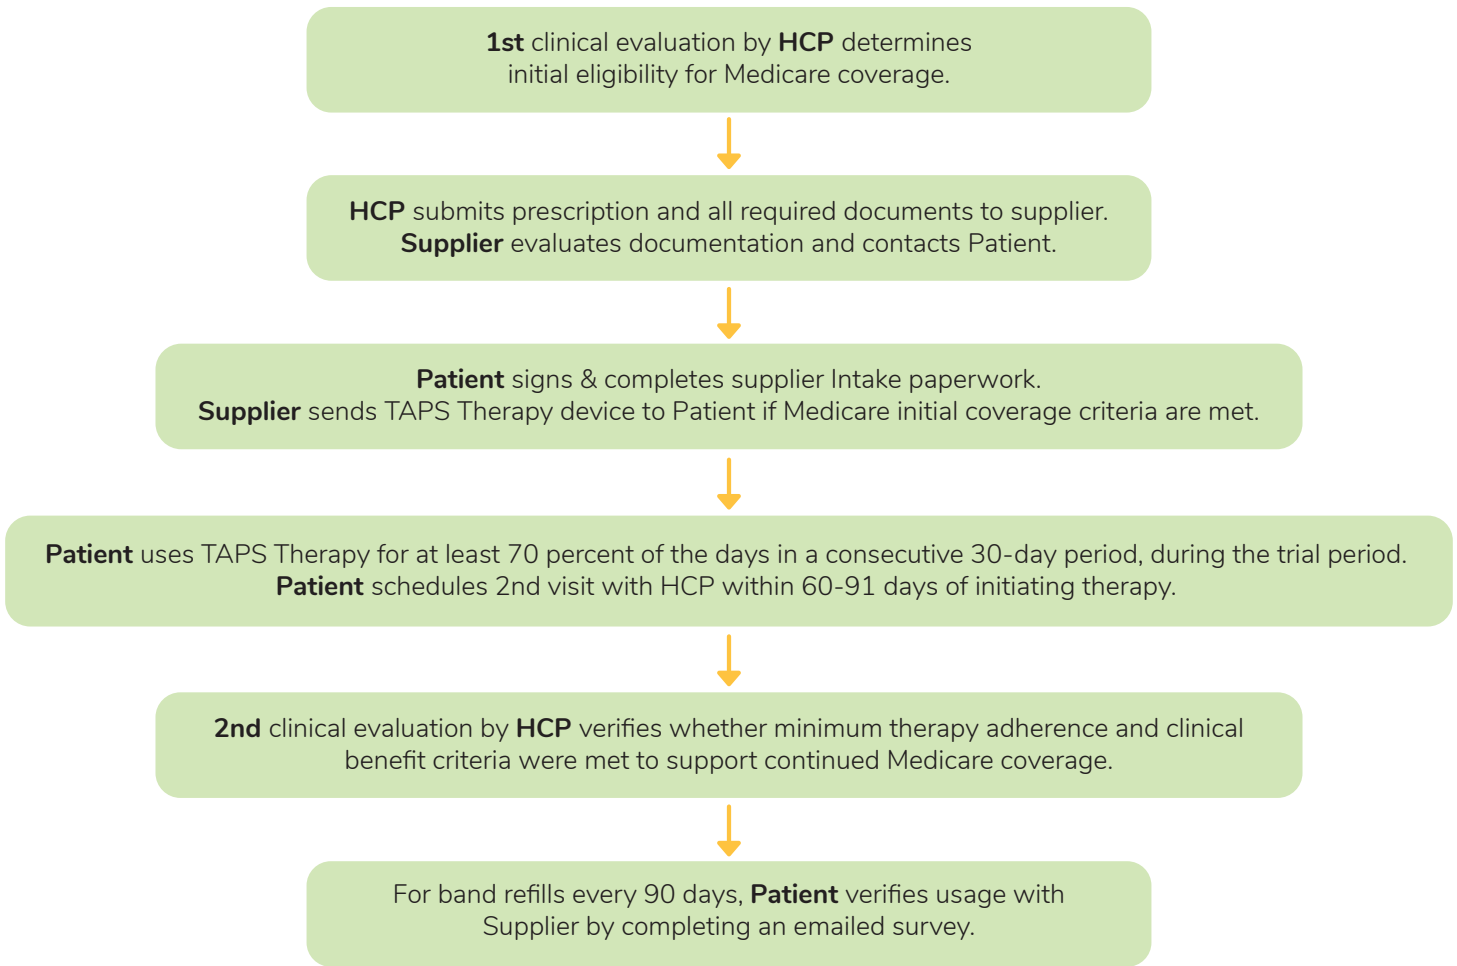 1st clinical evaluation by HCP determines
initial eligibility for Medicare coverage.
HCP submits prescription and all required documents to supplier.
Supplier evaluates documentation and contacts Patient.
Patient signs & completes supplier Intake paperwork.
Supplier sends TAPS Therapy device to Patient if Medicare initial coverage criteria are met.
Patient uses TAPS Therapy for at least 70 percent of the days in a consecutive 30-day period, during the trial period.
Patient schedules 2nd visit with HCP within 60-91 days of initiating therapy.
2nd clinical evaluation by HCP verifies whether minimum therapy adherence and clinical
benefit criteria were met to support continued Medicare coverage.
For band refills every 90 days, Patient verifies usage with
Supplier by completing an emailed survey.